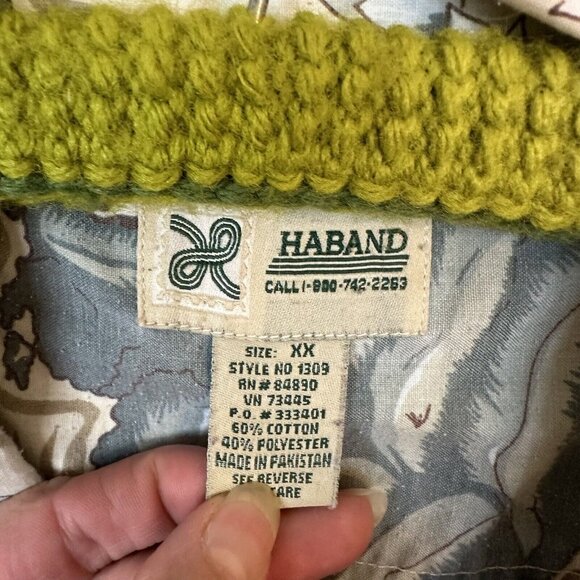 HABAND
CALL 1-800-742-2263
SIZE: XX
STYLE NO 1309
RN# 84890
VN 73445
P.O. # 333401
60% COTTON
40% POLYESTER
MADE IN PAKISTAN
SEE REVERSE
CARE